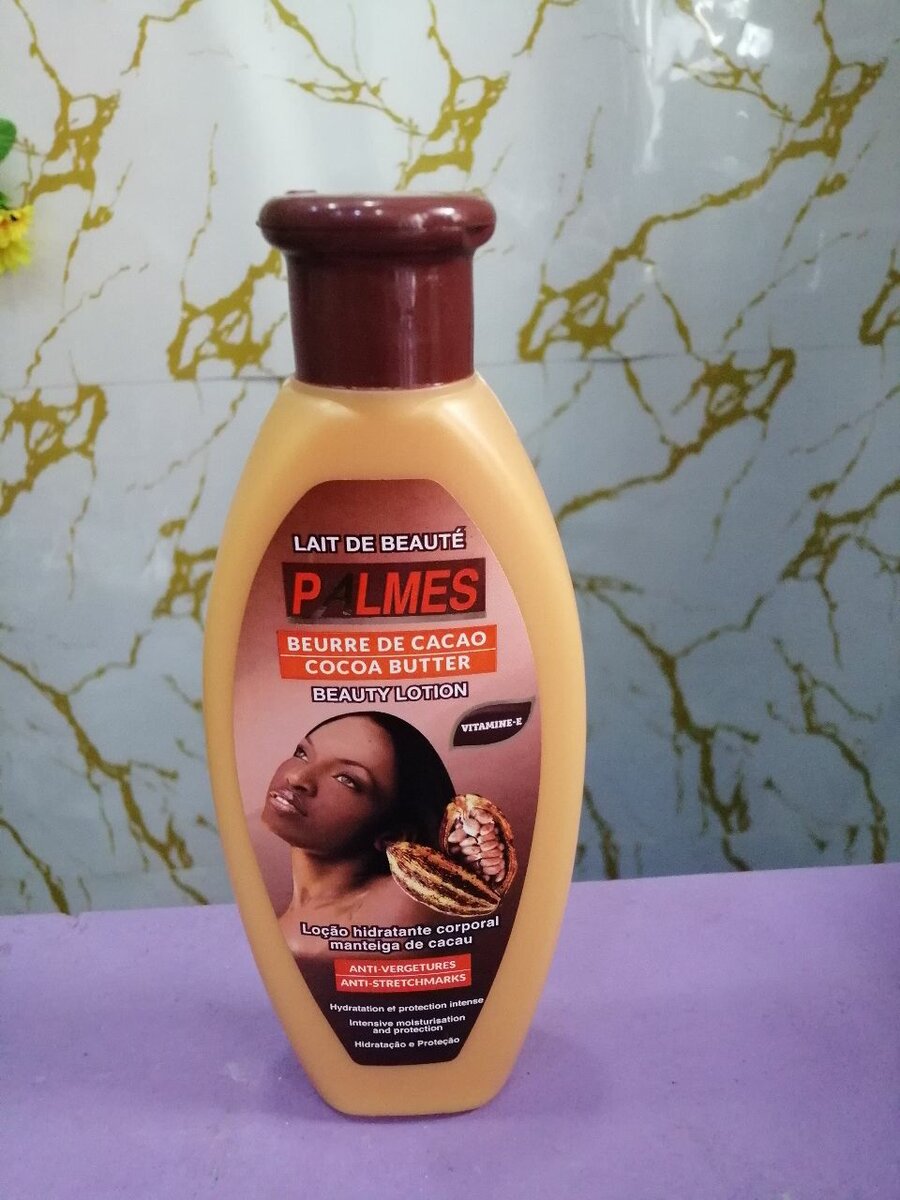 LAIT DE BEAUTÉ
PALMES
BEURRE DE CACAO
COCOA BUTTER
BEAUTY LOTION
VITAMINE-E
Loção hidratante corporal
manteiga de cacau
ANTI-VERGETURES
ANTI-STRETCHMARKS
Hydratation et protection intense
Intensive moisturisation
and protection
Hidratação e Proteção